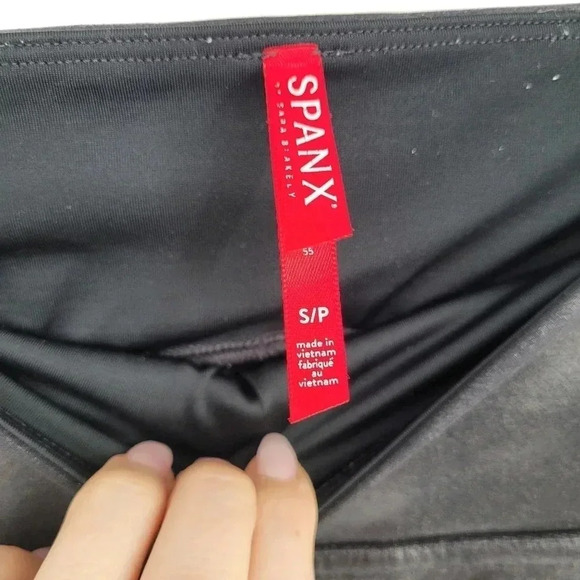 SPANX®
BY SARA BLAKELY
55
S/P
made in
vietnam
fabriqué
au
vietnam